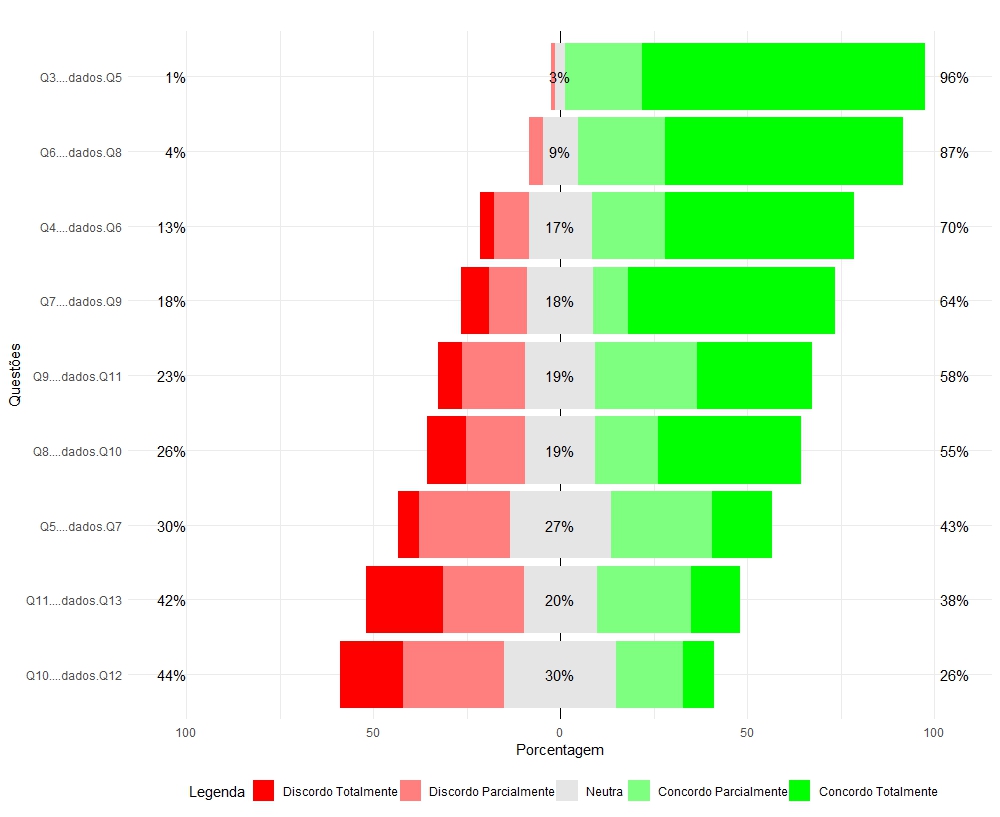 Q3....dados.Q5 1% 3% 96%
Q6....dados.Q8 4% 9% 87%
Q4....dados.Q6 13% 17% 70%
Q7....dados.Q9 18% 18% 64%
Q9....dados.Q11 23% 19% 58%
Q8....dados.Q10 26% 19% 55%
Q5....dados.Q7 30% 27% 43%
Q11....dados.Q13 42% 20% 38%
Q10....dados.Q12 44% 30% 26%
Questões
100 50 0 50 100
Porcentagem
Legenda Discordo Totalmente Discordo Parcialmente Neutra Concordo Parcialmente Concordo Totalmente